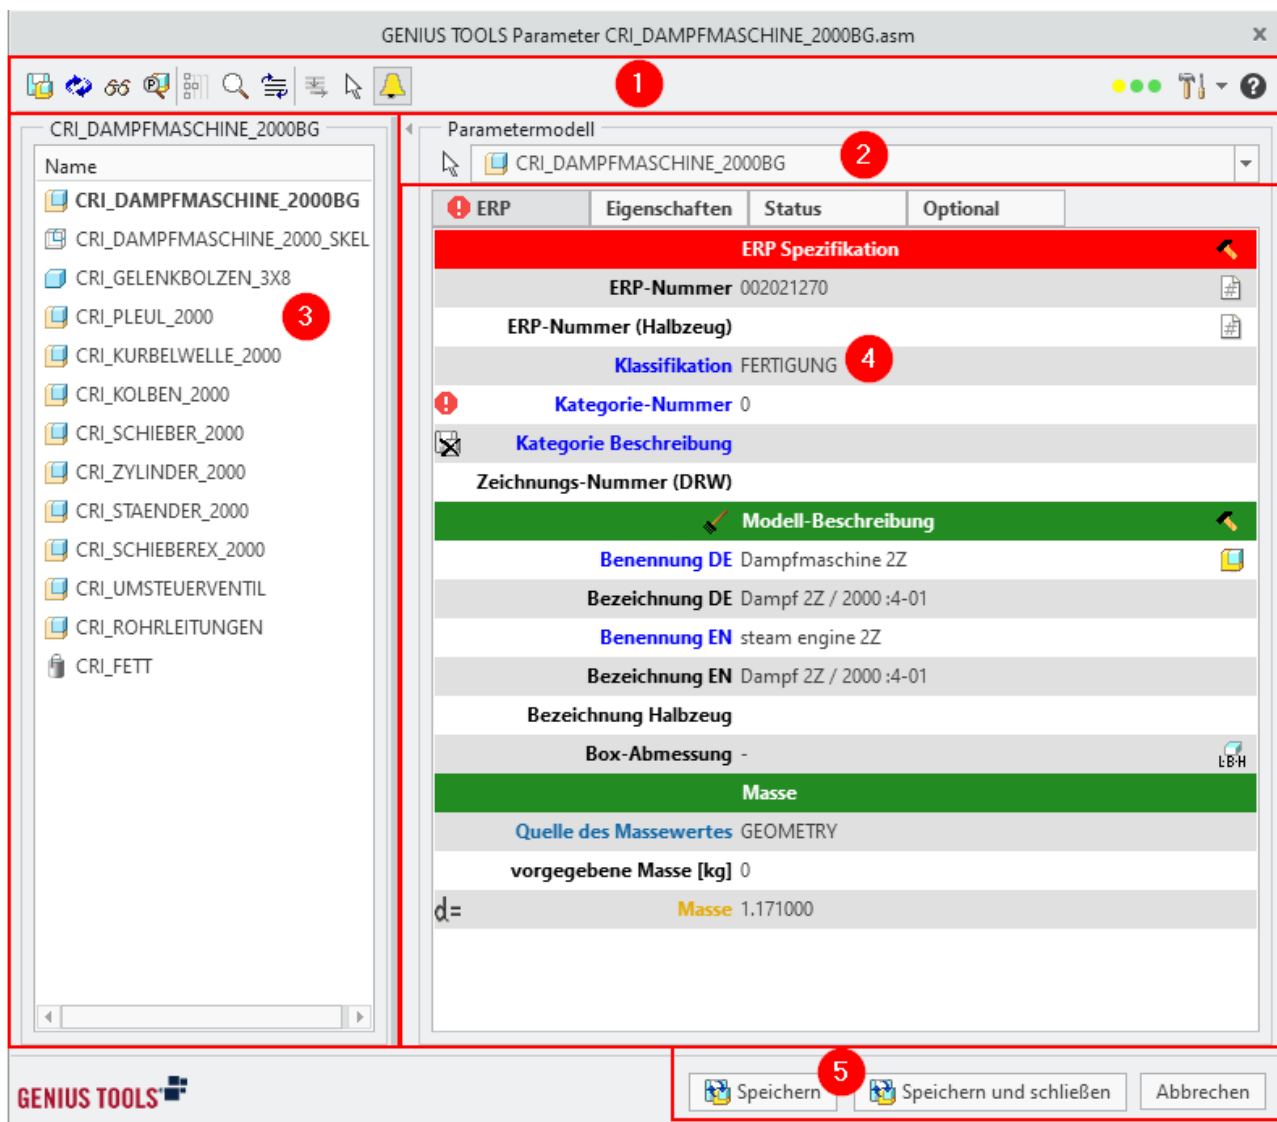 GENIUS TOOLS Parameter CRI_DAMPFMASCHINE_2000BG.asm x
1
CRI_DAMPFMASCHINE_2000BG
Name
CRI_DAMPFMASCHINE_2000BG
CRI_DAMPFMASCHINE_2000_SKEL
CRI_GELENKBOLZEN_3X8
CRI_PLEUL_2000
3
CRI_KURBELWELLE_2000
CRI_KOLBEN_2000
CRI_SCHIEBER_2000
CRI_ZYLINDER_2000
CRI_STAENDER_2000
CRI_SCHIEBEREX_2000
CRI_UMSTEUERVENTIL
CRI_ROHRLEITUNGEN
CRI_FETT
Parametermodell
CRI_DAMPFMASCHINE_2000BG 2
ERP Eigenschaften Status Optional
ERP Spezifikation
ERP-Nummer 002021270 #
ERP-Nummer (Halbzeug) #
Klassifikation FERTIGUNG 4
Kategorie-Nummer 0
Kategorie Beschreibung
Zeichnungs-Nummer (DRW)
Modell-Beschreibung
Benennung DE Dampfmaschine 2Z
Bezeichnung DE Dampf 2Z / 2000 :4-01
Benennung EN steam engine 2Z
Bezeichnung EN Dampf 2Z / 2000 :4-01
Bezeichnung Halbzeug
Box-Abmessung - L·B·H
Masse
Quelle des Massewertes GEOMETRY
vorgegebene Masse [kg] 0
d= Masse 1.171000
GENIUS TOOLS
5
Speichern Speichern und schließen Abbrechen